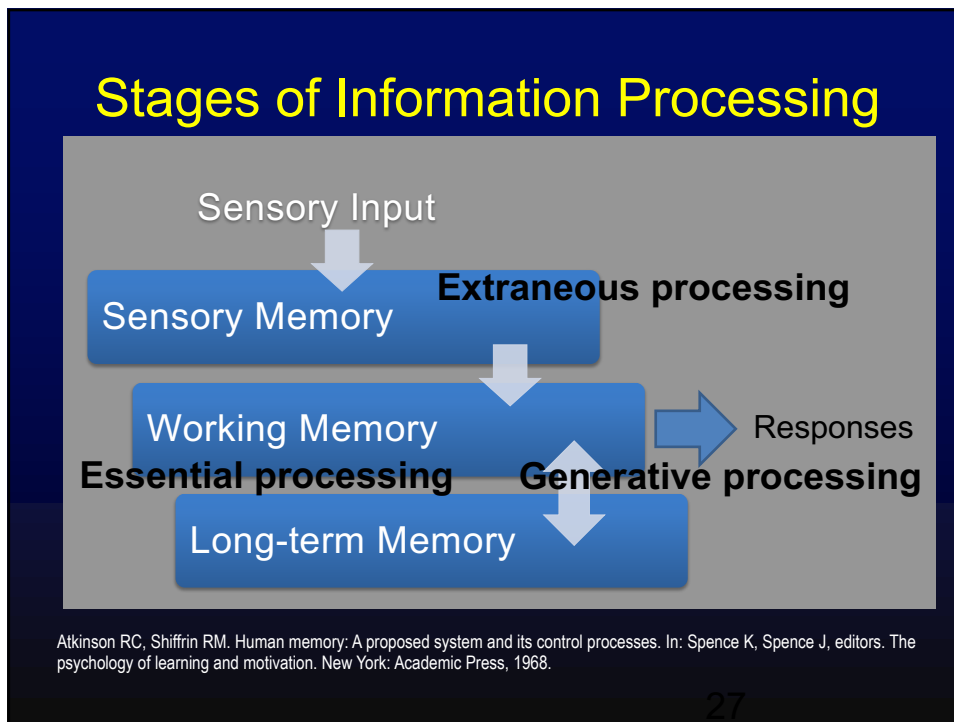 Stages of Information Processing
Sensory Input
Extraneous processing
Sensory Memory
Working Memory
Responses
Essential processing
Generative processing
Long-term Memory
Atkinson RC, Shiffrin RM. Human memory: A proposed system and its control processes. In: Spence K, Spence J, editors. The
psychology of learning and motivation. New York: Academic Press, 1968.
27